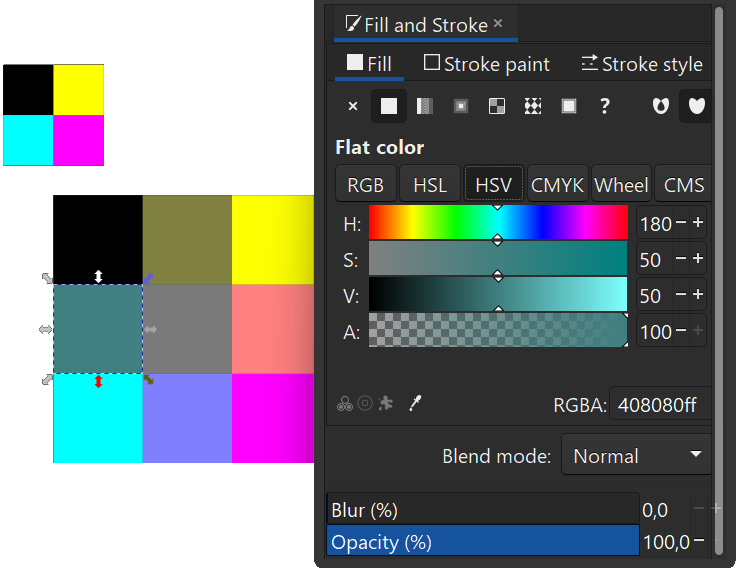 Fill and Stroke ×
Fill Stroke paint Stroke style
?
Flat color
RGB HSL HSV CMYK Wheel CMS
H: 180 − +
S: 50 − +
V: 50 − +
A: 100 − +
RGBA: 408080ff
Blend mode: Normal
Blur (%) 0,0 − +
Opacity (%) 100,0 −